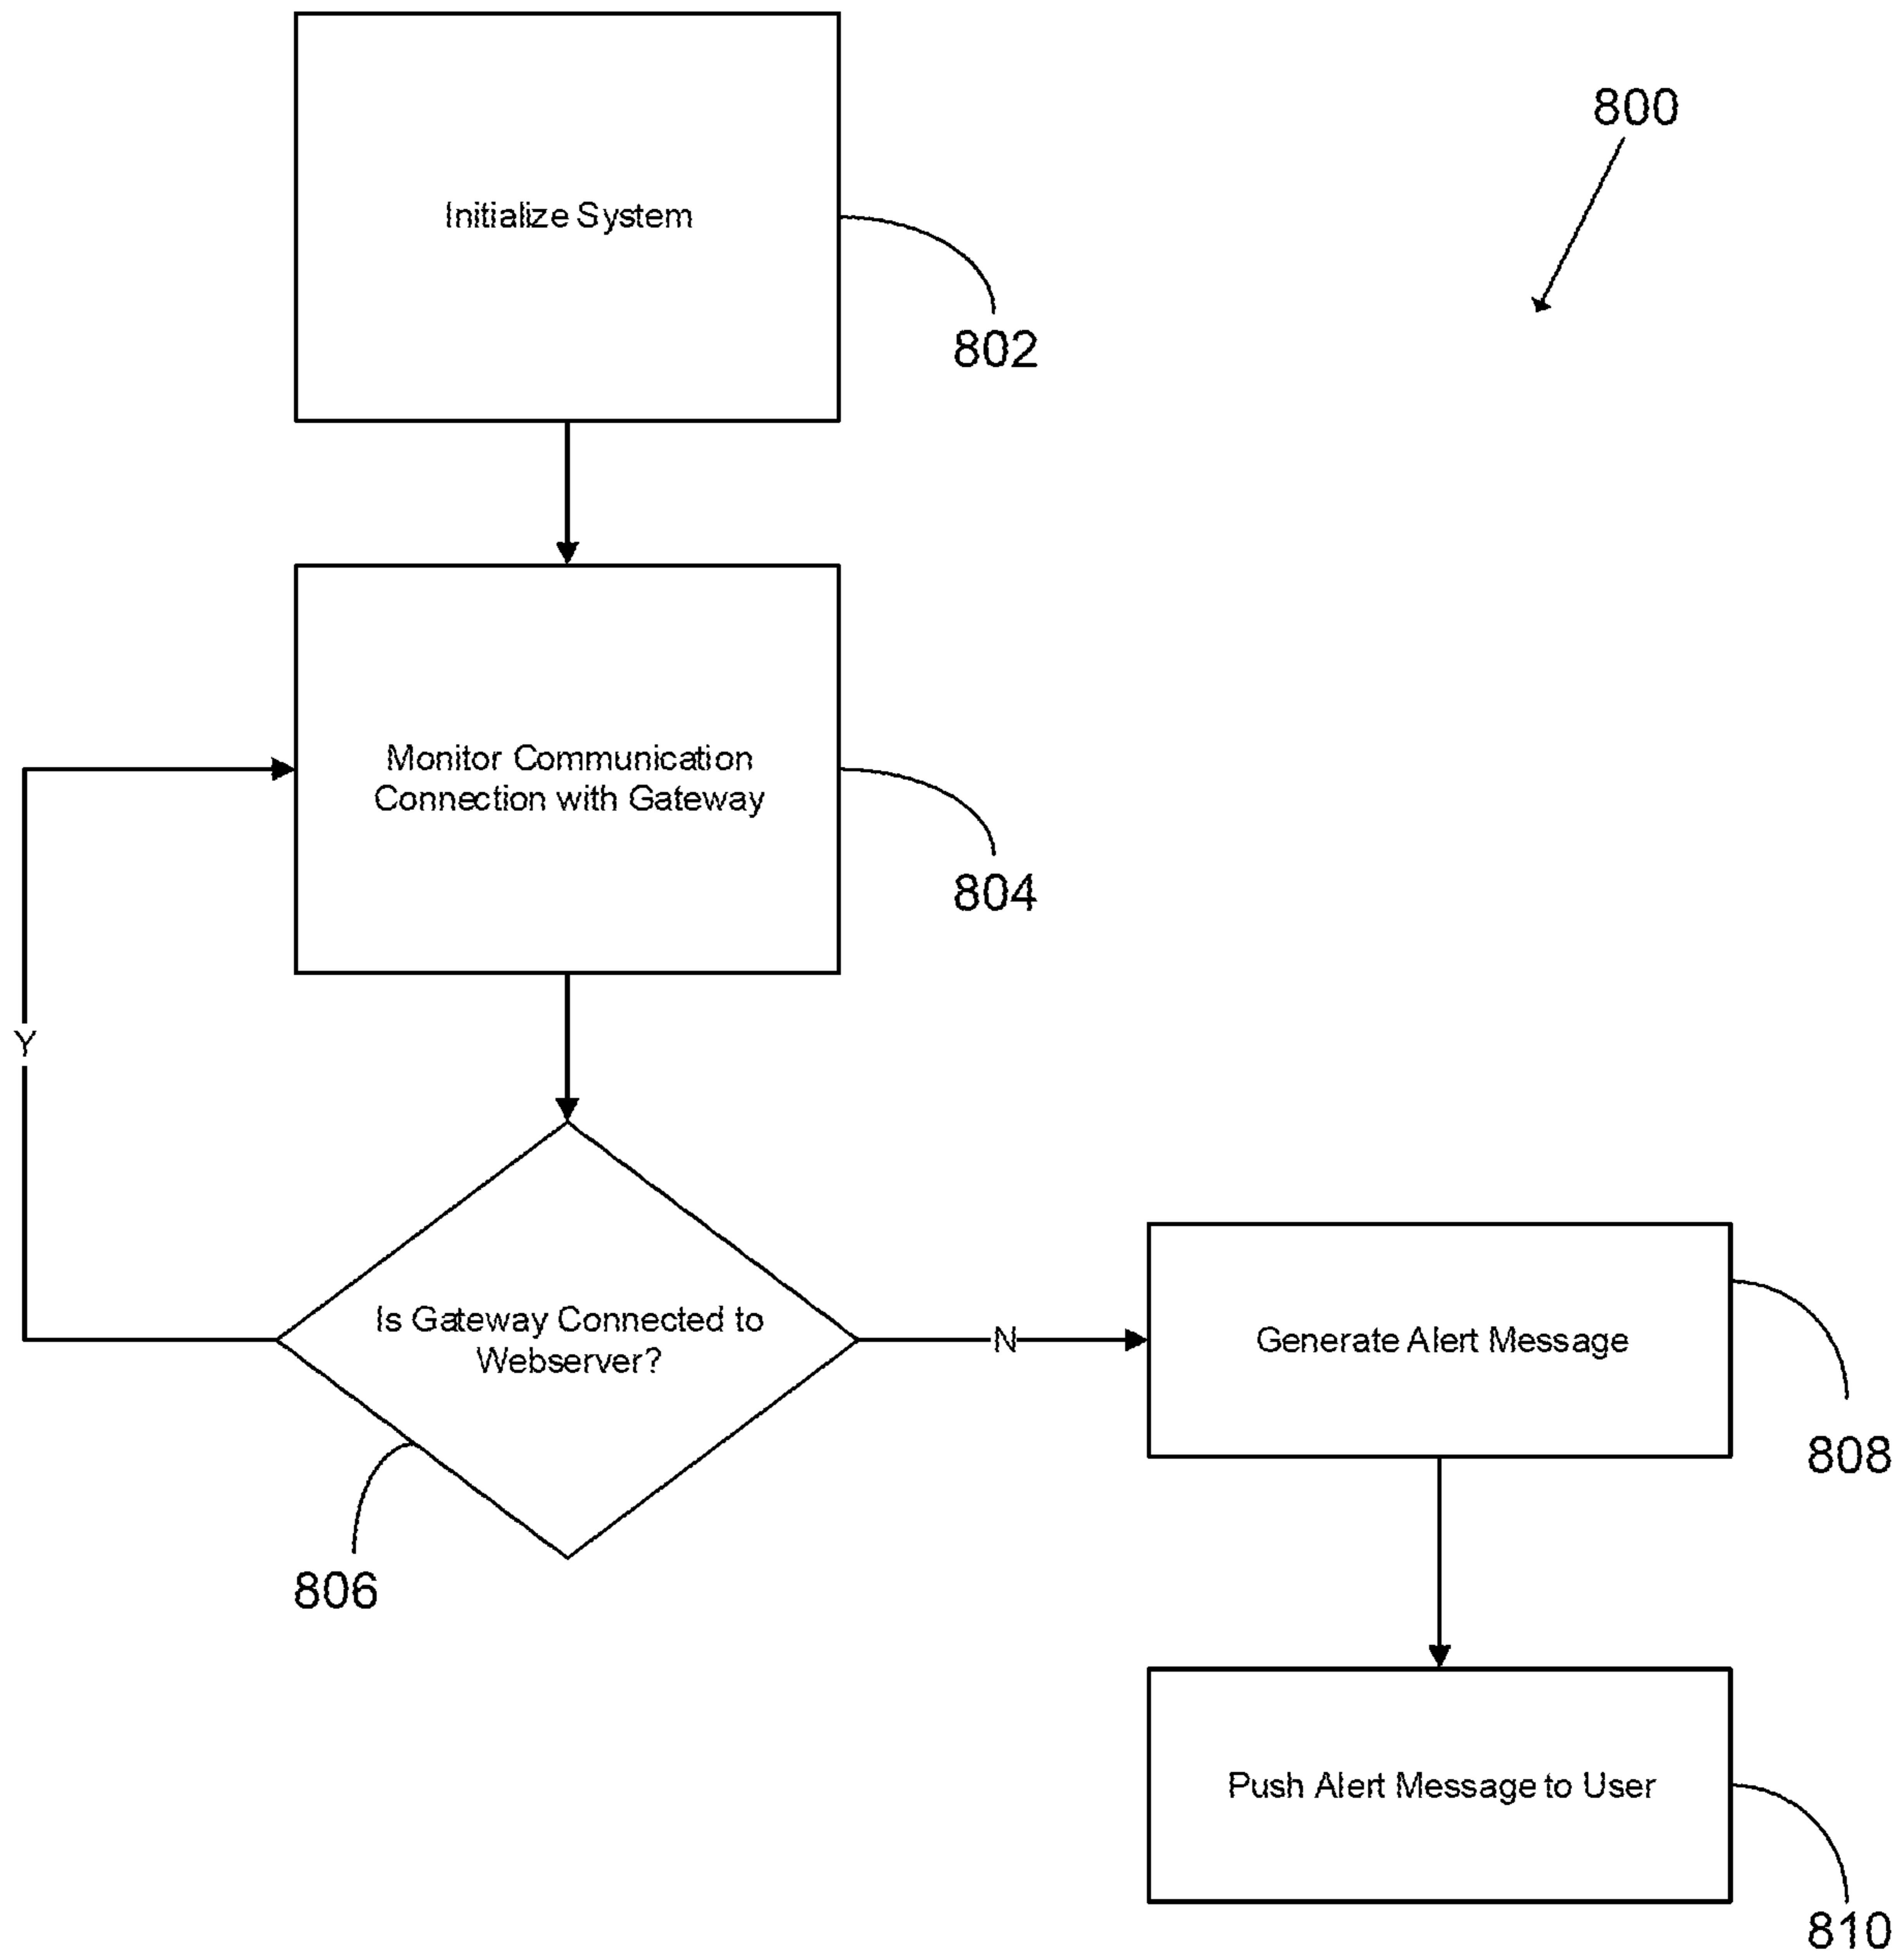 800
Initialize System
802
Monitor Communication
Connection with Gateway
804
Y
Is Gateway Connected to
Webserver?
N
Generate Alert Message
808
806
Push Alert Message to User
810